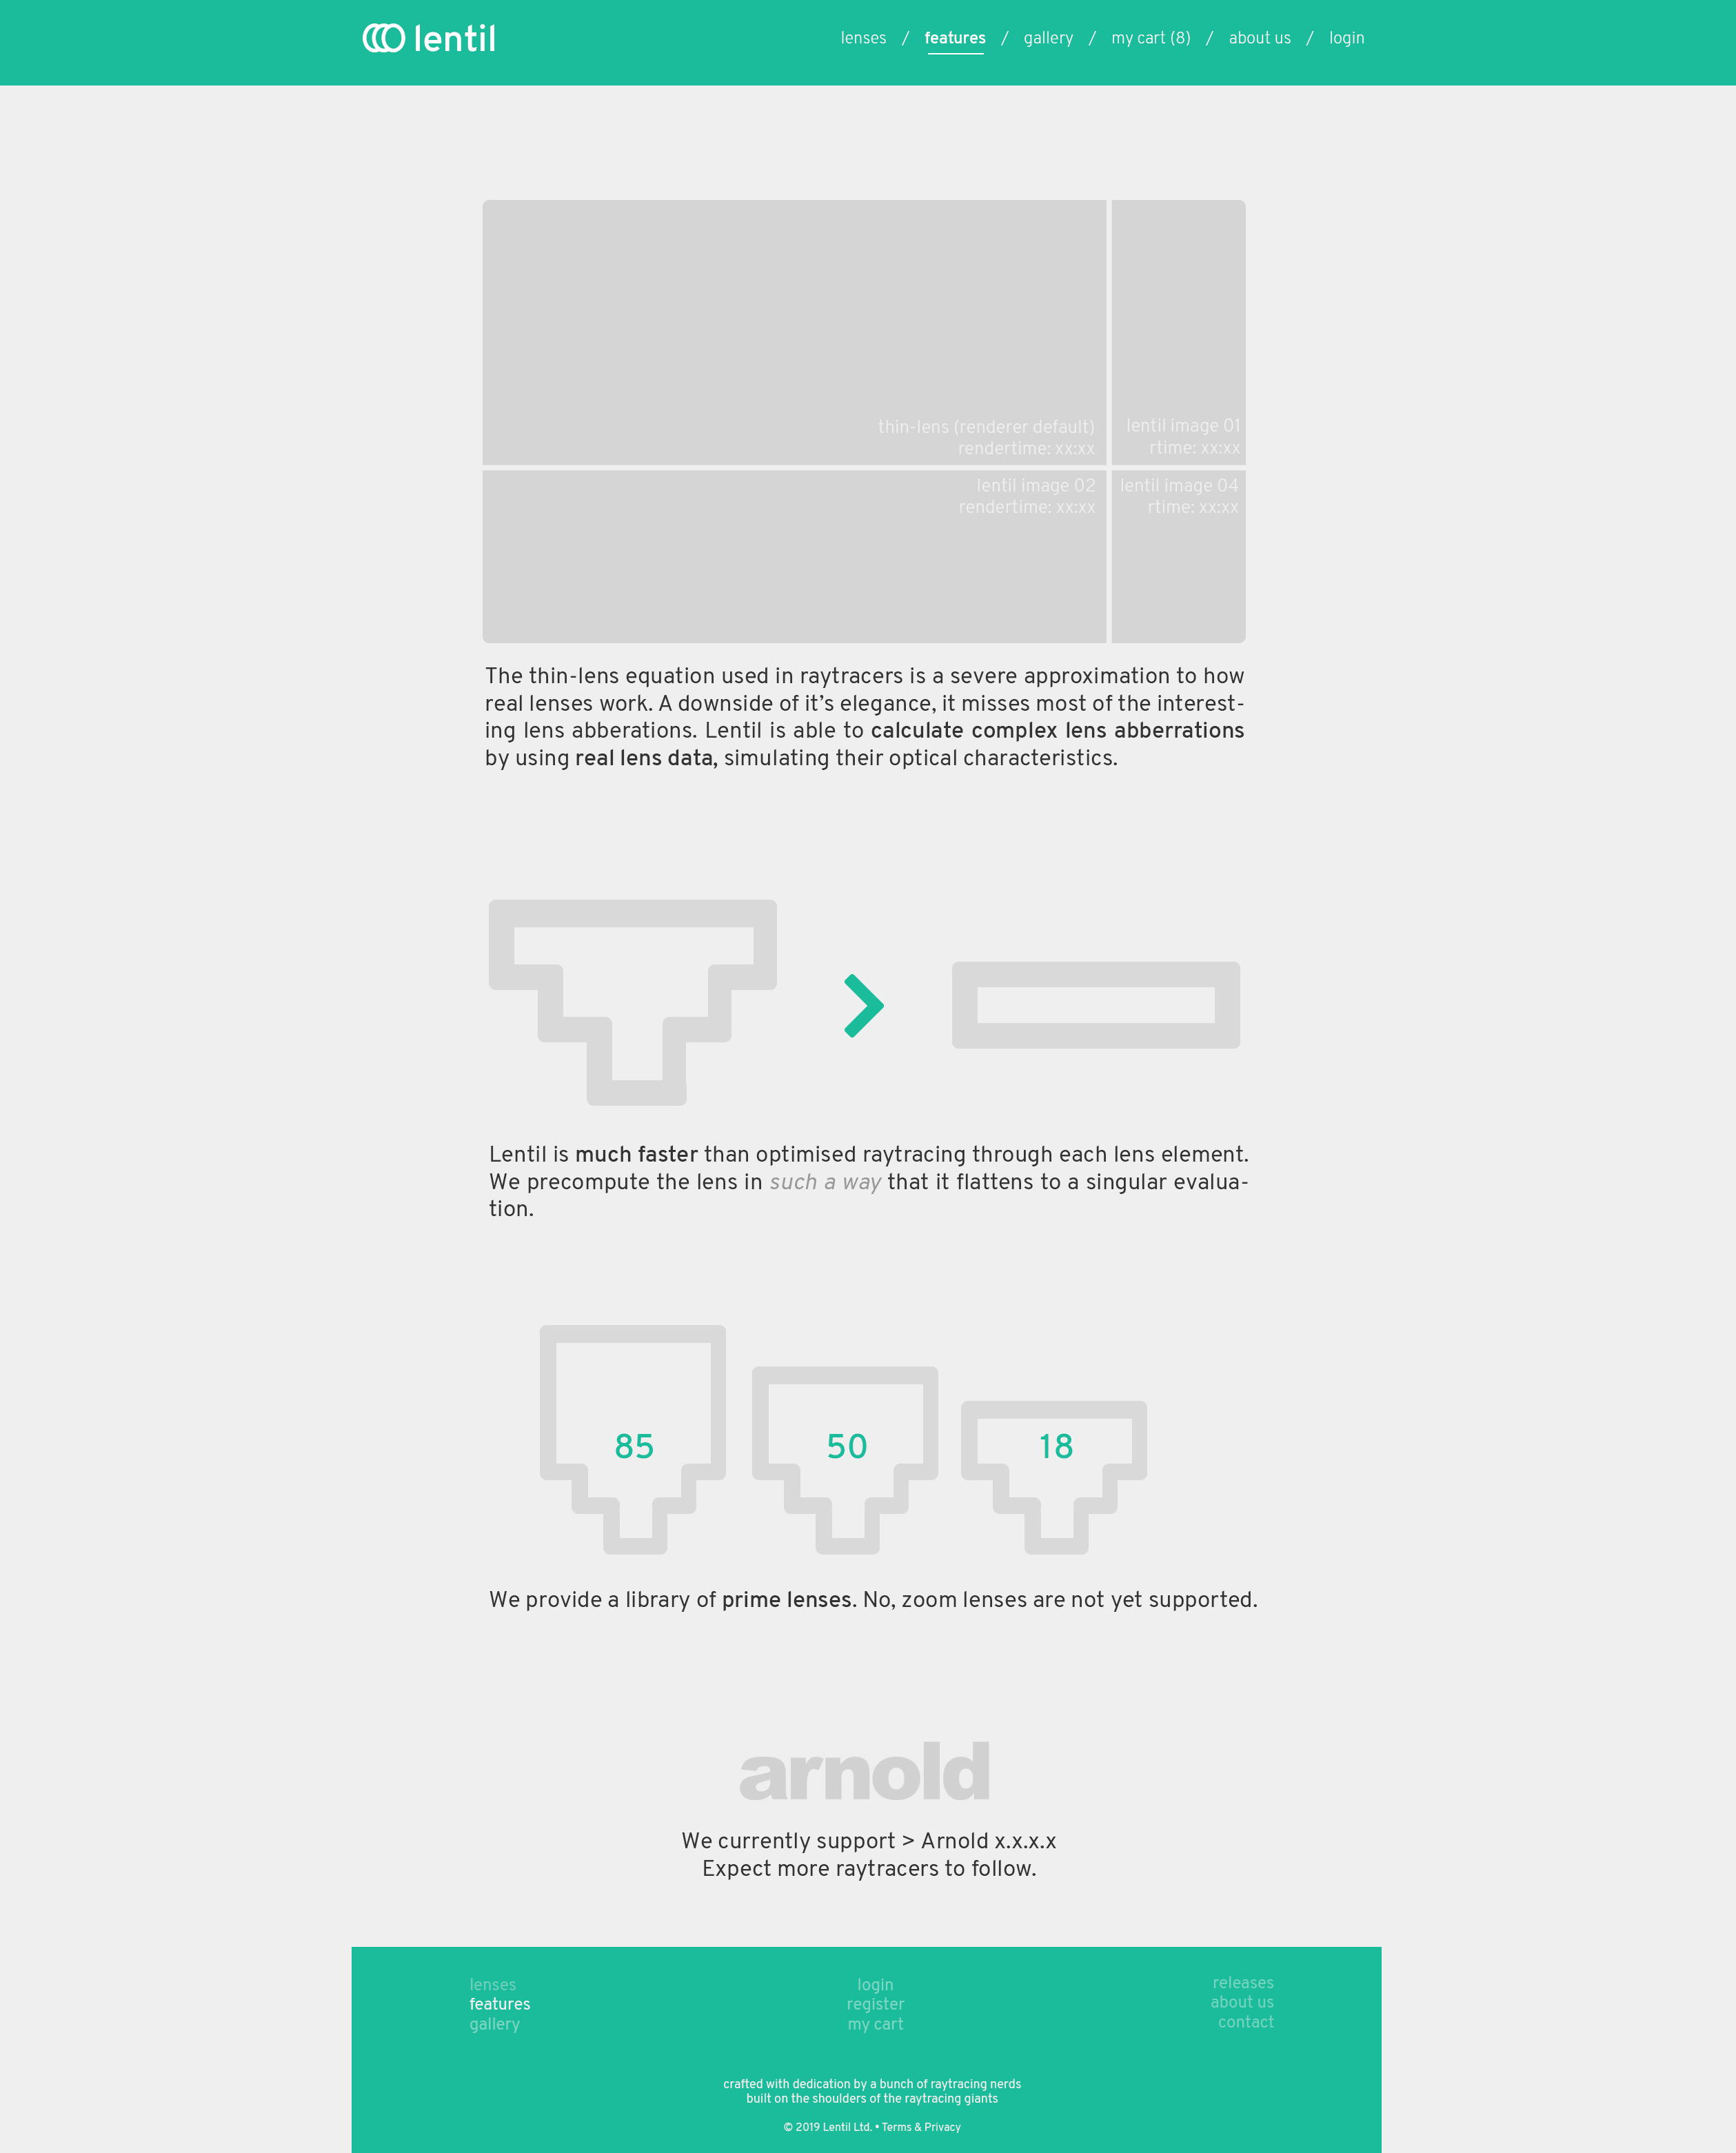 lentil
lenses / features / gallery / my cart (8) / about us / login
thin-lens (renderer default)
rendertime: xx:xx
lentil image 01
rtime: xx:xx
lentil image 02
rendertime: xx:xx
lentil image 04
rtime: xx:xx
The thin-lens equation used in raytracers is a severe approximation to how
real lenses work. A downside of it’s elegance, it misses most of the interest-
ing lens abberations. Lentil is able to calculate complex lens abberrations
by using real lens data, simulating their optical characteristics.
Lentil is much faster than optimised raytracing through each lens element.
We precompute the lens in such a way that it flattens to a singular evalua-
tion.
85
50
18
We provide a library of prime lenses. No, zoom lenses are not yet supported.
arnold
We currently support > Arnold x.x.x.x
Expect more raytracers to follow.
lenses
features
gallery
login
register
my cart
releases
about us
contact
crafted with dedication by a bunch of raytracing nerds
built on the shoulders of the raytracing giants
© 2019 Lentil Ltd. • Terms & Privacy